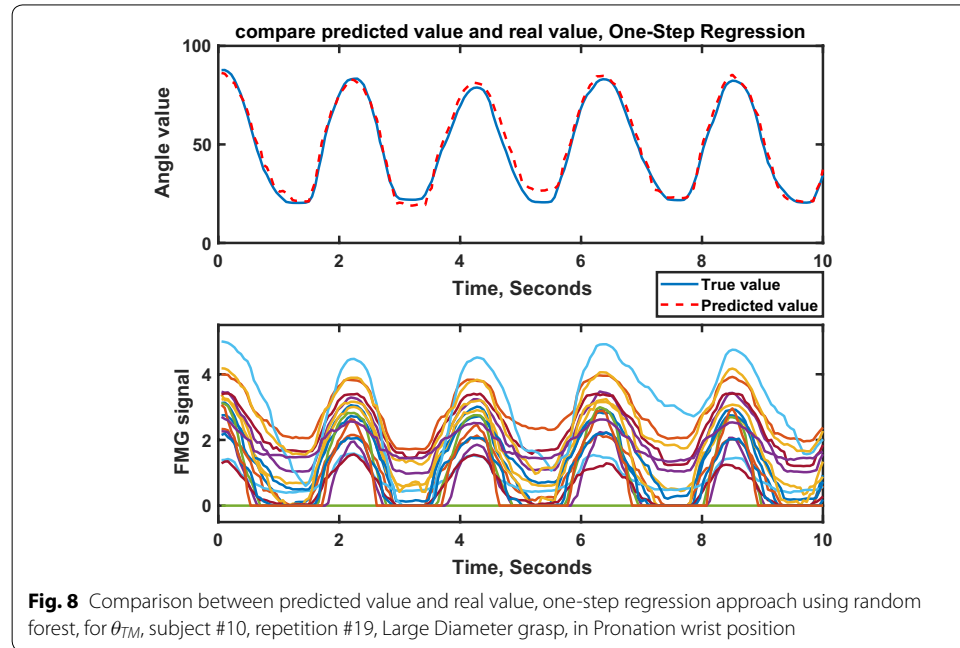 compare predicted value and real value, One-Step Regression
100
50
0
Angle value
0 2 4 6 8 10
Time, Seconds
True value
Predicted value
4
2
0
FMG signal
0 2 4 6 8 10
Time, Seconds
Fig. 8 Comparison between predicted value and real value, one-step regression approach using random
forest, for θTM, subject #10, repetition #19, Large Diameter grasp, in Pronation wrist position